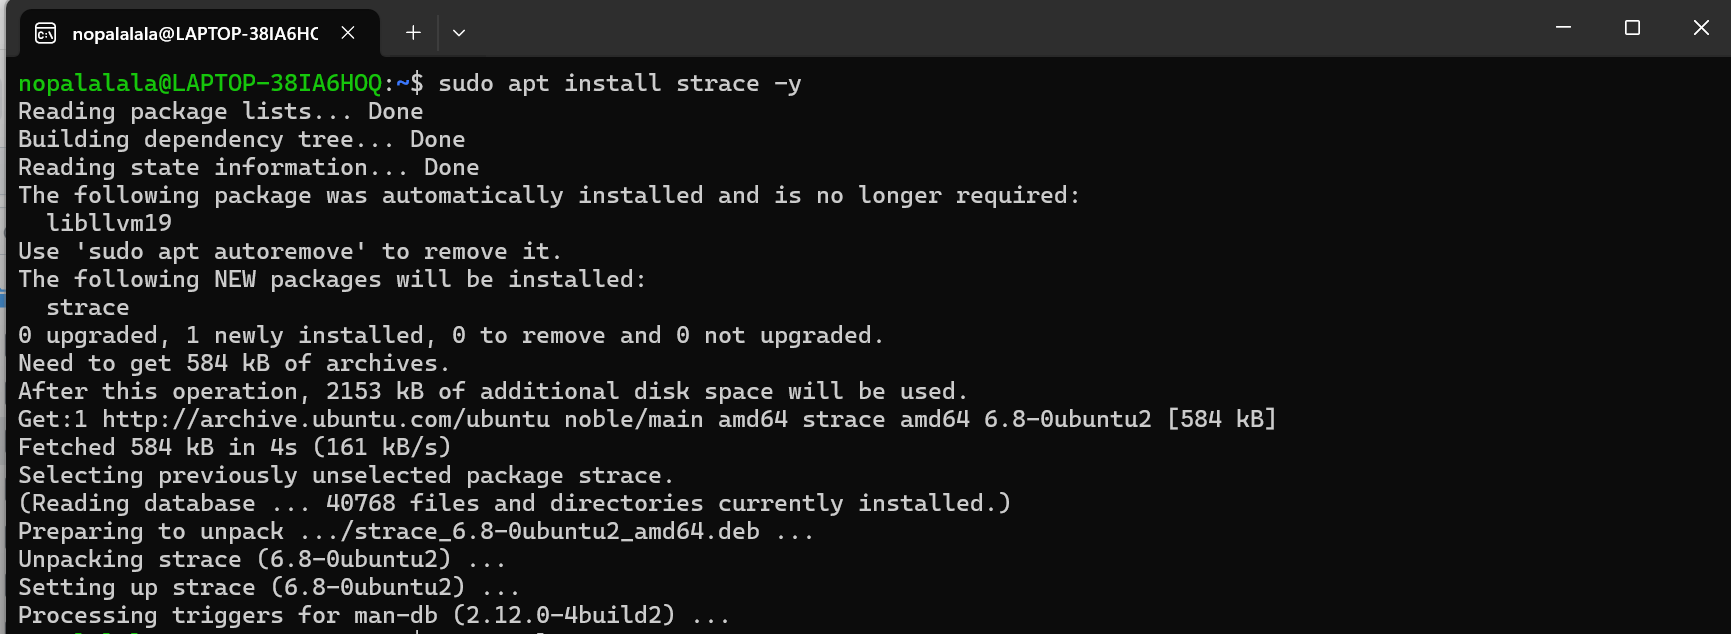 nopalalala@LAPTOP-38IA6HO
nopalalala@LAPTOP-38IA6HOQ:~$ sudo apt install strace -y
Reading package lists... Done
Building dependency tree... Done
Reading state information... Done
The following package was automatically installed and is no longer required:
  libllvm19
Use 'sudo apt autoremove' to remove it.
The following NEW packages will be installed:
  strace
0 upgraded, 1 newly installed, 0 to remove and 0 not upgraded.
Need to get 584 kB of archives.
After this operation, 2153 kB of additional disk space will be used.
Get:1 http://archive.ubuntu.com/ubuntu noble/main amd64 strace amd64 6.8-0ubuntu2 [584 kB]
Fetched 584 kB in 4s (161 kB/s)
Selecting previously unselected package strace.
(Reading database ... 40768 files and directories currently installed.)
Preparing to unpack .../strace_6.8-0ubuntu2_amd64.deb ...
Unpacking strace (6.8-0ubuntu2) ...
Setting up strace (6.8-0ubuntu2) ...
Processing triggers for man-db (2.12.0-4build2) ...